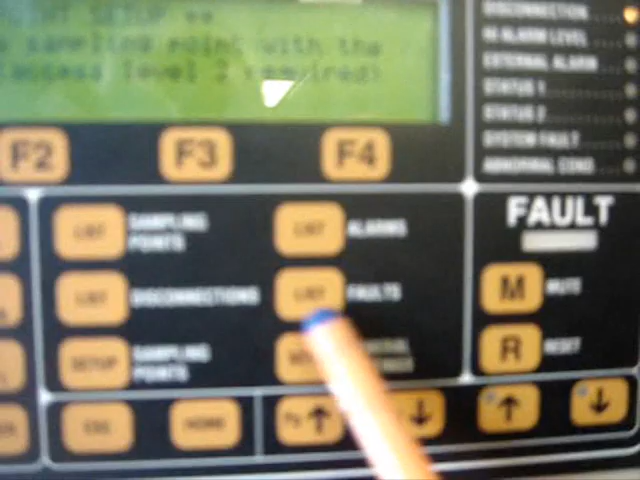 SETUP **
sampling point with the
(access level 2 required)
DISCONNECTION
HI ALARM LEVEL
EXTERNAL ALARM
STATUS 1
STATUS 2
SYSTEM FAULT
ABNORMAL COND
F2 F3 F4
LIST SAMPLING POINTS
LIST ALARMS
LIST DISCONNECTIONS
LIST FAULTS
SETUP SAMPLING POINTS
FAULT
M MUTE
R RESET
ESC HOME Pg ↑ ↓ ↑ ↓